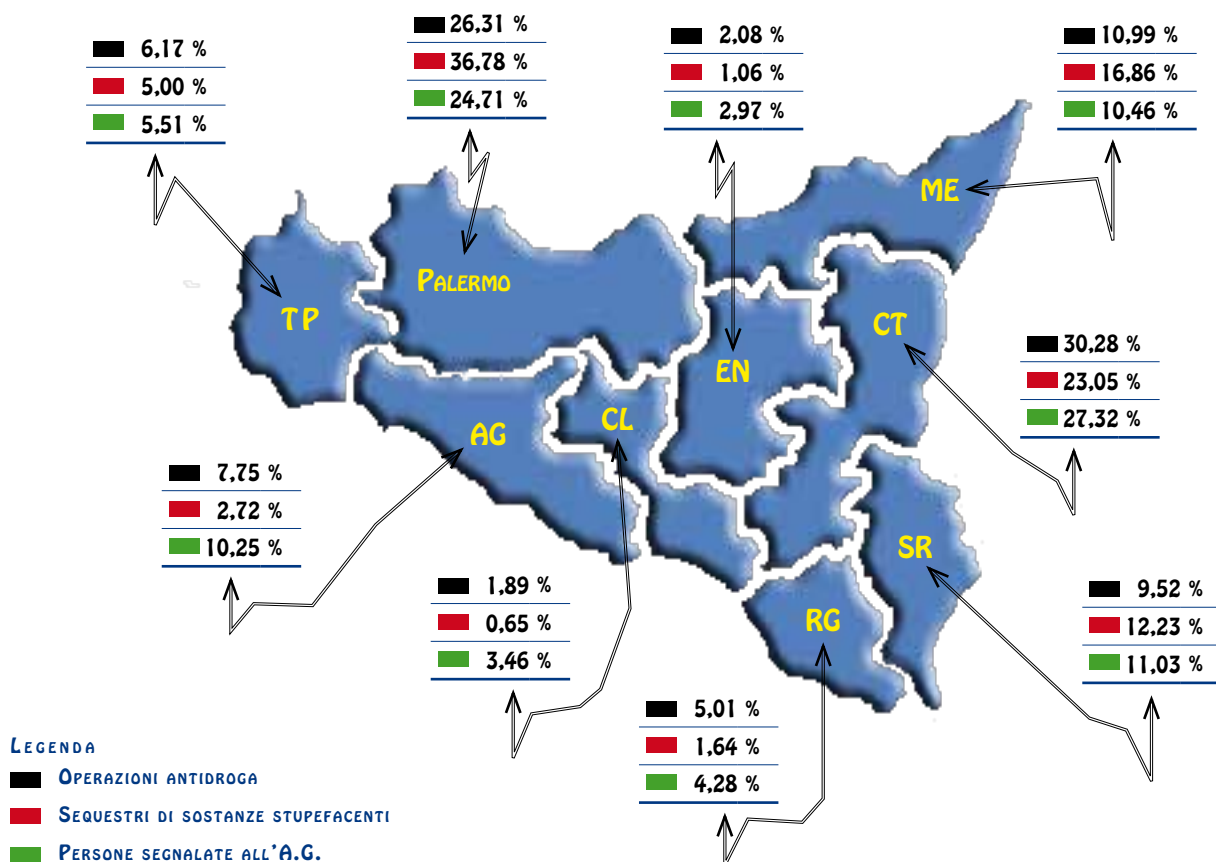 6,17 %
5,00 %
5,51 %
26,31 %
36,78 %
24,71 %
2,08 %
1,06 %
2,97 %
10,99 %
16,86 %
10,46 %
ME
Palermo
TP
CT
EN
30,28 %
23,05 %
27,32 %
AG
CL
7,75 %
2,72 %
10,25 %
SR
1,89 %
0,65 %
3,46 %
RG
9,52 %
12,23 %
11,03 %
5,01 %
1,64 %
4,28 %
Legenda
Operazioni antidroga
Sequestri di sostanze stupefacenti
Persone segnalate all'A.G.